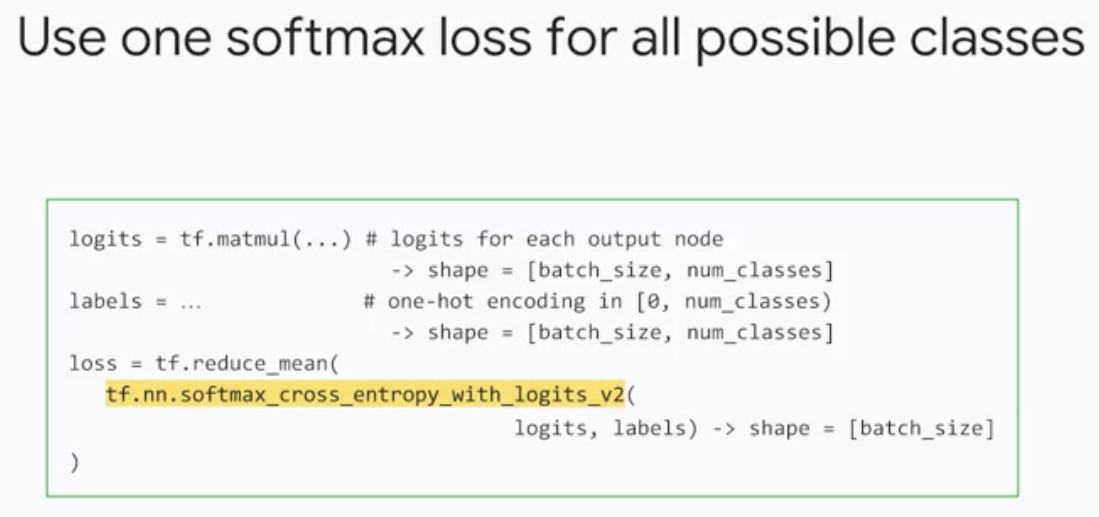 Use one softmax loss for all possible classes
logits = tf.matmul(...) # logits for each output node
-> shape = [batch_size, num_classes]
labels = ... # one-hot encoding in [0, num_classes)
-> shape = [batch_size, num_classes]
loss = tf.reduce_mean(
tf.nn.softmax_cross_entropy_with_logits_v2(
logits, labels) -> shape = [batch_size]
)